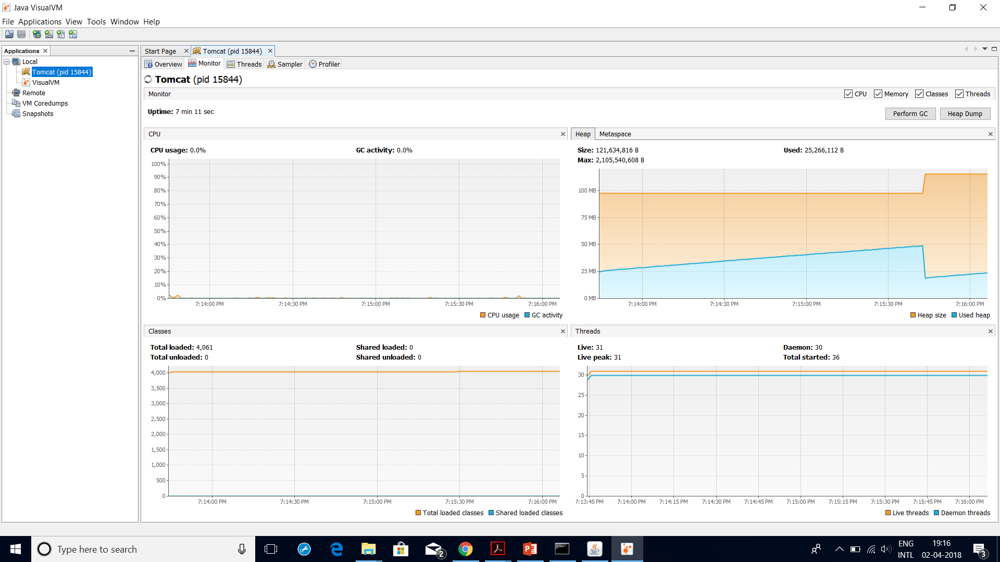 Java VisualVM
File Applications View Tools Window Help
Applications
Local
Tomcat (pid 15844)
VisualVM
Remote
VM Coredumps
Snapshots
Start Page
Tomcat (pid 15844)
Overview Monitor Threads Sampler Profiler
Tomcat (pid 15844)
Monitor
CPU Memory Classes Threads
Uptime: 7 min 11 sec
Perform GC Heap Dump
CPU
CPU usage: 0.0% GC activity: 0.0%
100%
90%
80%
70%
60%
50%
40%
30%
20%
10%
0%
7:14:00 PM 7:14:30 PM 7:15:00 PM 7:15:30 PM 7:16:00 PM
CPU usage GC activity
Heap Metaspace
Size: 121,634,816 B Used: 25,266,112 B
Max: 2,105,540,608 B
100 MB
75 MB
50 MB
25 MB
0 MB
7:14:00 PM 7:14:30 PM 7:15:00 PM 7:15:30 PM 7:16:00 PM
Heap size Used heap
Classes
Total loaded: 4,061 Shared loaded: 0
Total unloaded: 0 Shared unloaded: 0
4,000
3,500
3,000
2,500
2,000
1,500
1,000
500
0
7:14:00 PM 7:14:30 PM 7:15:00 PM 7:15:30 PM 7:16:00 PM
Total loaded classes Shared loaded classes
Threads
Live: 31 Daemon: 30
Live peak: 31 Total started: 36
30
25
20
15
10
5
0
7:13:45 PM 7:14:00 PM 7:14:15 PM 7:14:30 PM 7:14:45 PM 7:15:00 PM 7:15:15 PM 7:15:30 PM 7:15:45 PM 7:16:00 PM
Live threads Daemon threads
Type here to search
2
ENG
INTL
19:16
02-04-2018
3